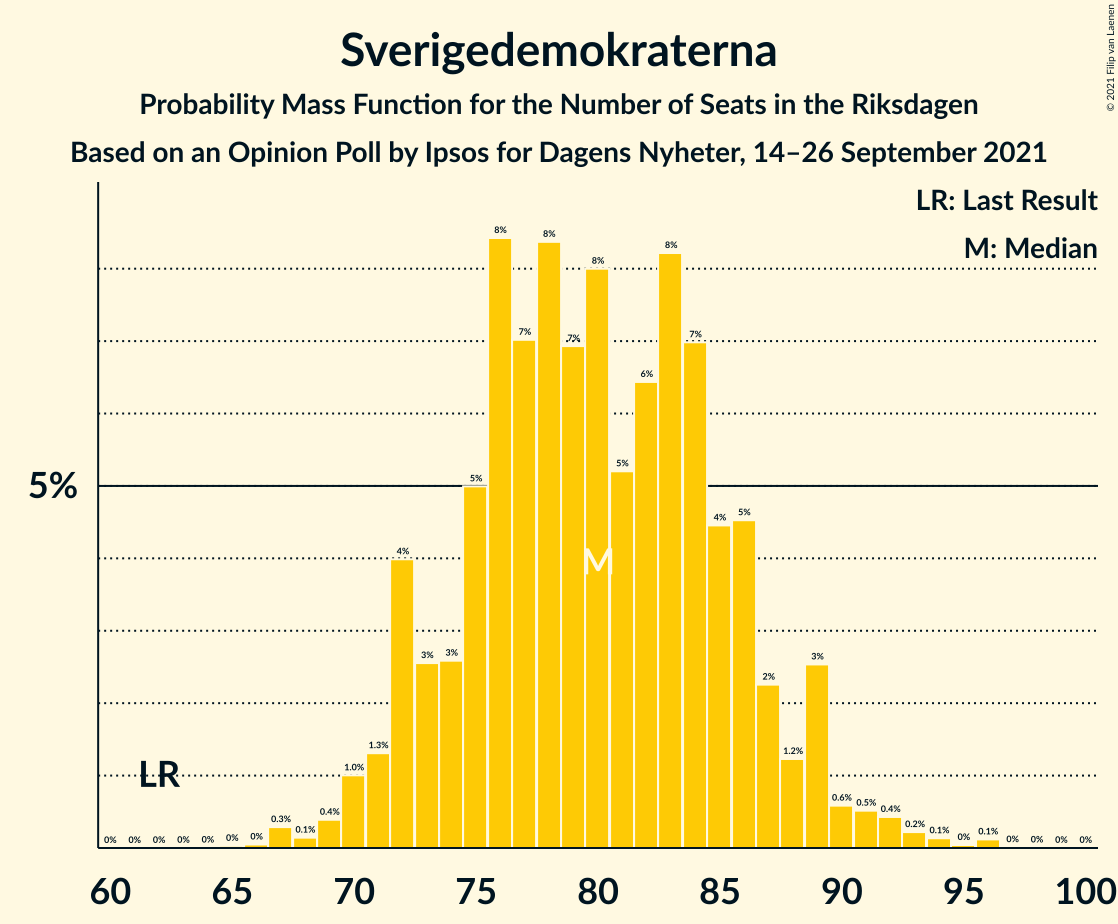 Sverigedemokraterna
Probability Mass Function for the Number of Seats in the Riksdagen
Based on an Opinion Poll by Ipsos for Dagens Nyheter, 14–26 September 2021
© 2021 Filip van Laenen
LR: Last Result
M: Median
5%
LR
M
0% 0% 0% 0% 0% 0% 0% 0.3% 0.1% 0.4% 1.0% 1.3% 4% 3% 3% 5% 8% 7% 8% 7% 8% 5% 6% 8% 7% 4% 5% 2% 1.2% 3% 0.6% 0.5% 0.4% 0.2% 0.1% 0% 0.1% 0% 0% 0% 0%
60 65 70 75 80 85 90 95 100